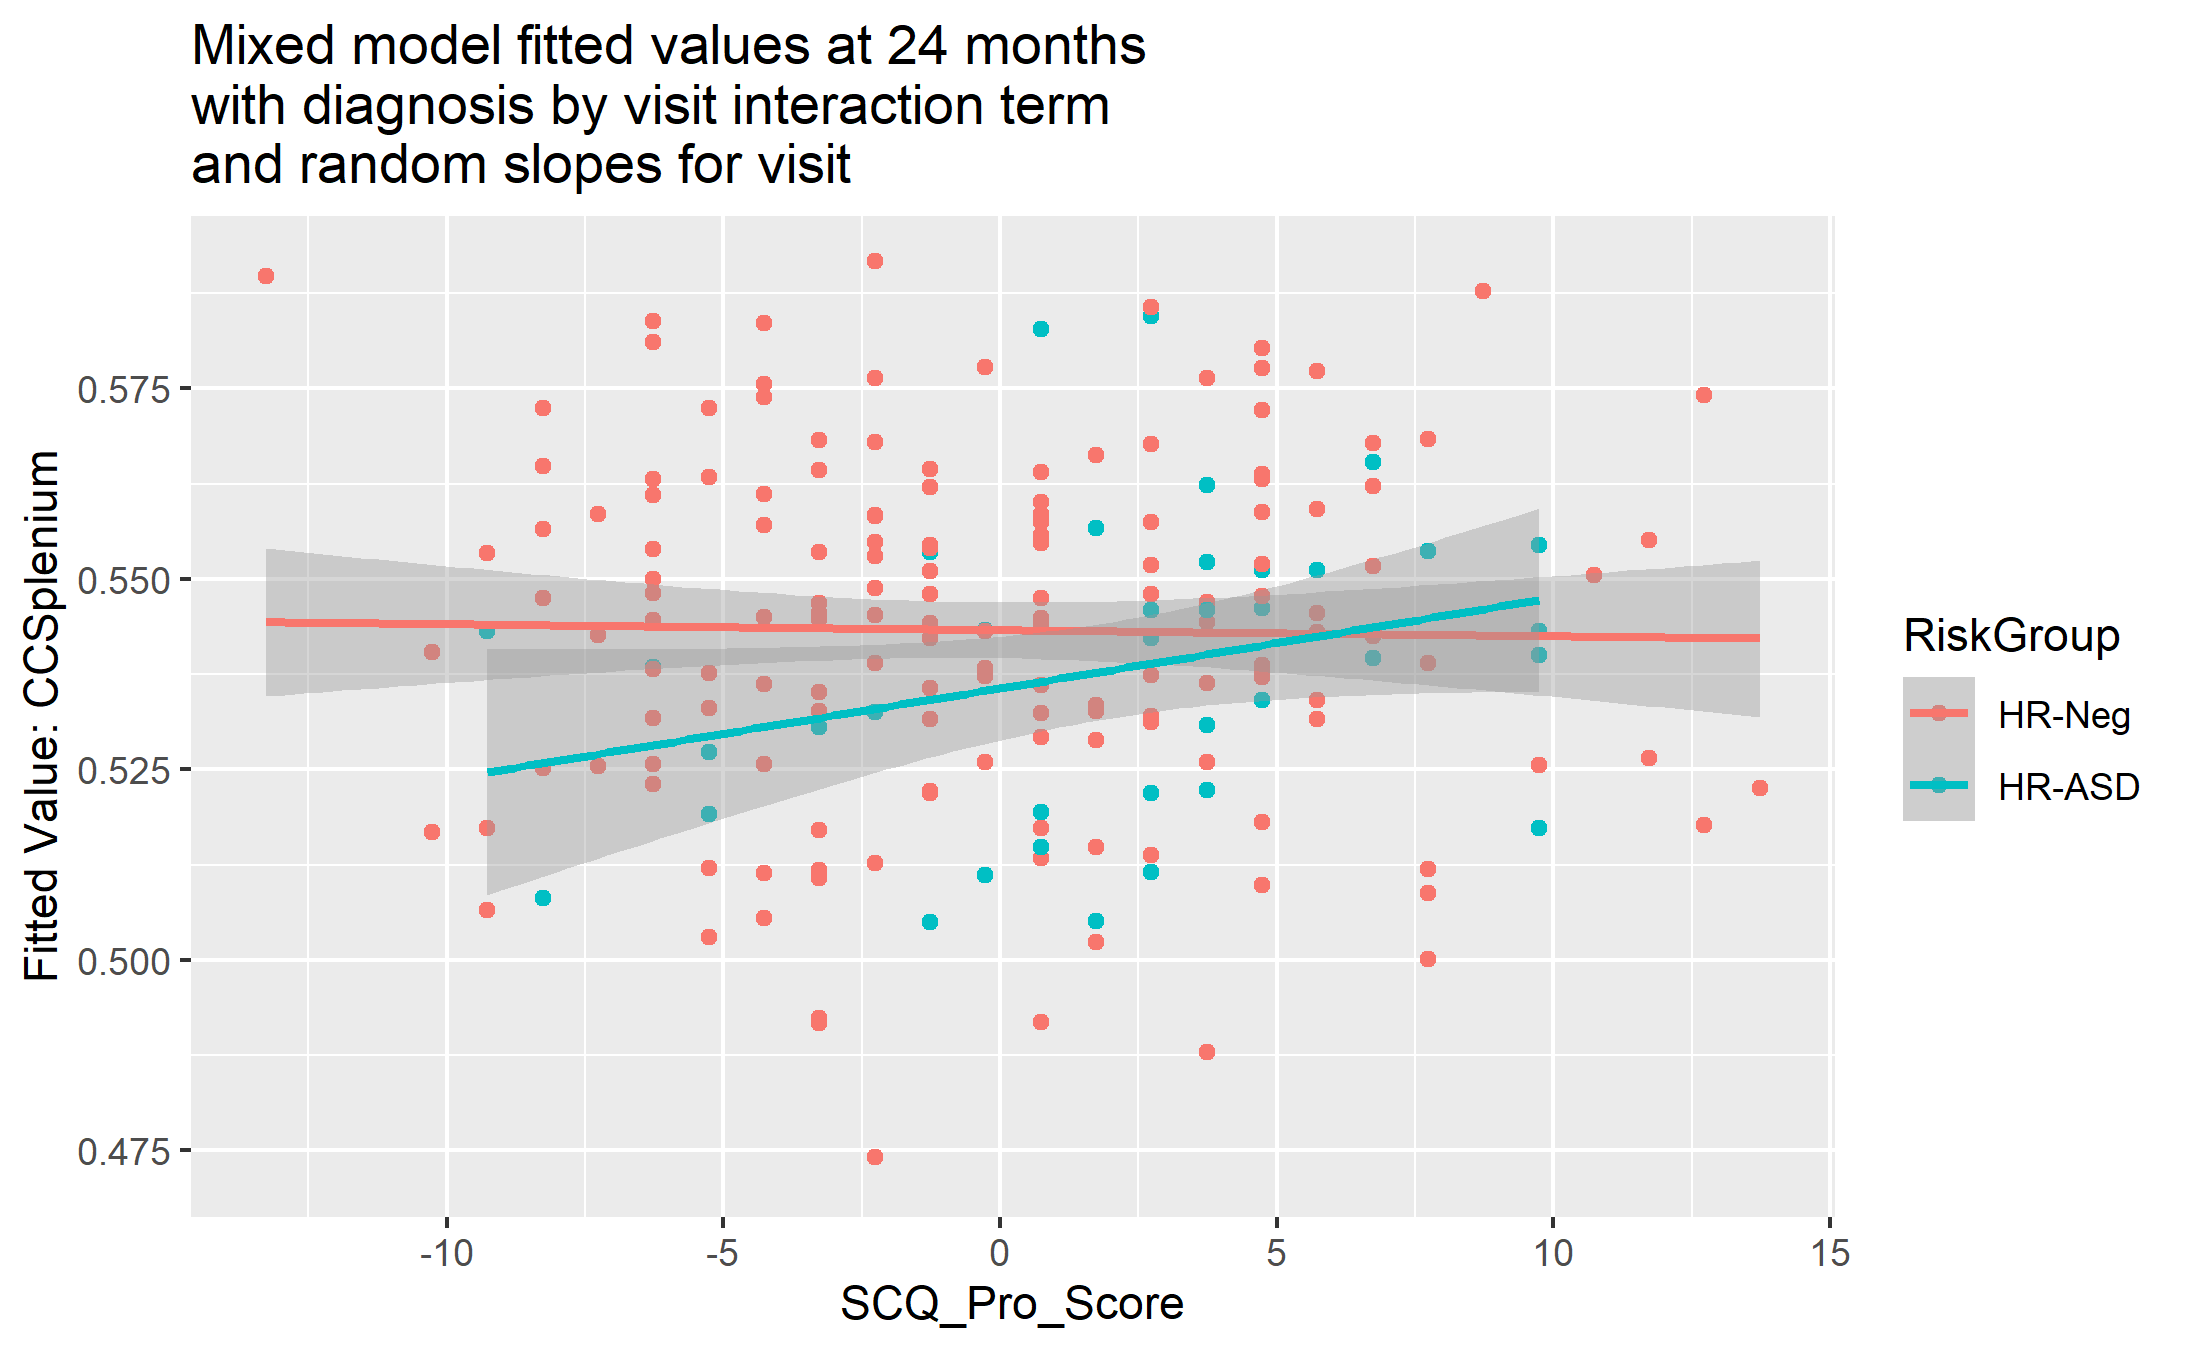 Mixed model fitted values at 24 months
with diagnosis by visit interaction term
and random slopes for visit
Fitted Value: CCSplenium
0.575
0.550
0.525
0.500
0.475
-10
-5
0
5
10
15
SCQ_Pro_Score
RiskGroup
HR-Neg
HR-ASD